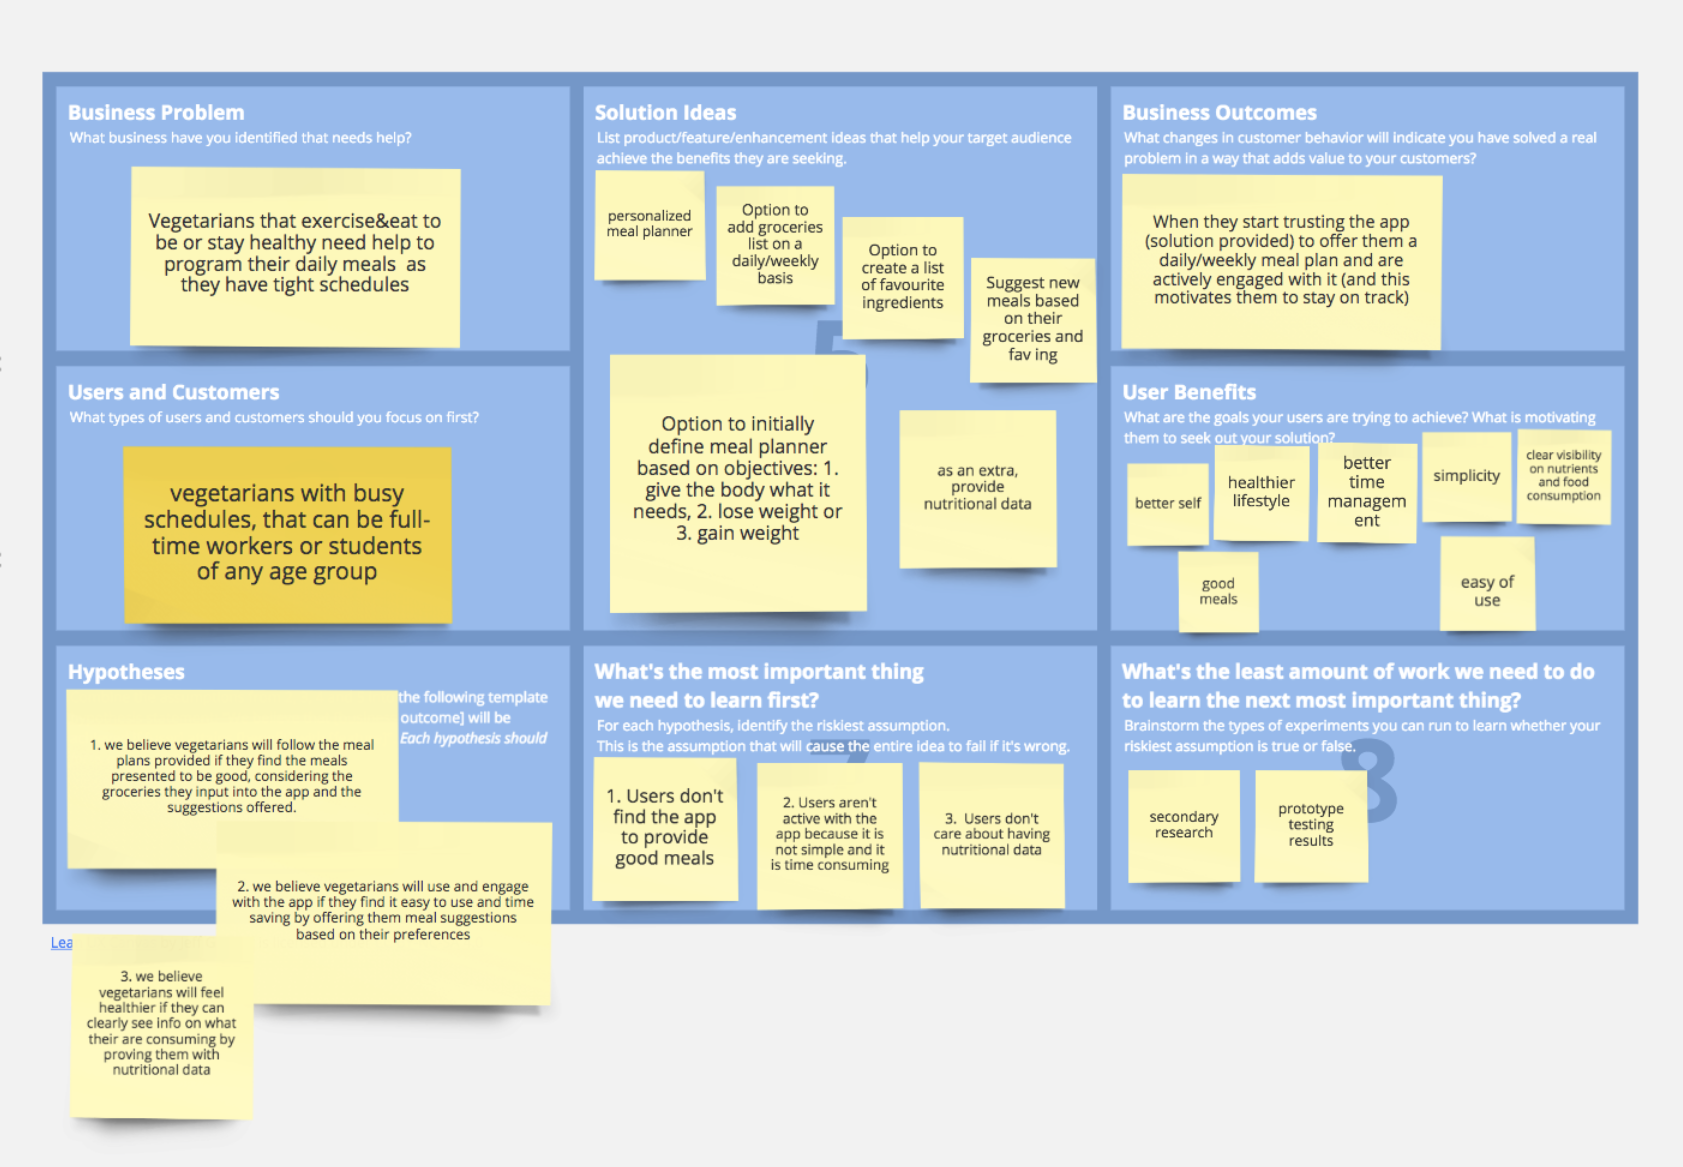 Business Problem
What business have you identified that needs help?
Vegetarians that exercise&eat to
be or stay healthy need help to
program their daily meals as
they have tight schedules
Solution Ideas
List product/feature/enhancement ideas that help your target audience
achieve the benefits they are seeking.
personalized
meal planner
Option to
add groceries
list on a
daily/weekly
basis
Option to
create a list
of favourite
ingredients
Suggest new
meals based
on their
groceries and
fav ing
5
Option to initially
define meal planner
based on objectives: 1.
give the body what it
needs, 2. lose weight or
3. gain weight
as an extra,
provide
nutritional data
Business Outcomes
What changes in customer behavior will indicate you have solved a real
problem in a way that adds value to your customers?
When they start trusting the app
(solution provided) to offer them a
daily/weekly meal plan and are
actively engaged with it (and this
motivates them to stay on track)
Users and Customers
What types of users and customers should you focus on first?
vegetarians with busy
schedules, that can be full-
time workers or students
of any age group
User Benefits
What are the goals your users are trying to achieve? What is motivating
them to seek out your solution?
better self
healthier
lifestyle
better
time
managem
ent
simplicity
clear visibility
on nutrients
and food
consumption
good
meals
easy of
use
Hypotheses
the following template
outcome] will be
Each hypothesis should
1. we believe vegetarians will follow the meal
plans provided if they find the meals
presented to be good, considering the
groceries they input into the app and the
suggestions offered.
2. we believe vegetarians will use and engage
with the app if they find it easy to use and time
saving by offering them meal suggestions
based on their preferences
Lea
3. we believe
vegetarians will feel
healthier if they can
clearly see info on what
their are consuming by
proving them with
nutritional data
What's the most important thing
we need to learn first?
For each hypothesis, identify the riskiest assumption.
This is the assumption that will cause the entire idea to fail if it's wrong.
7
1. Users don't
find the app
to provide
good meals
2. Users aren't
active with the
app because it is
not simple and it
is time consuming
3. Users don't
care about having
nutritional data
What's the least amount of work we need to do
to learn the next most important thing?
Brainstorm the types of experiments you can run to learn whether your
riskiest assumption is true or false.
8
secondary
research
prototype
testing
results